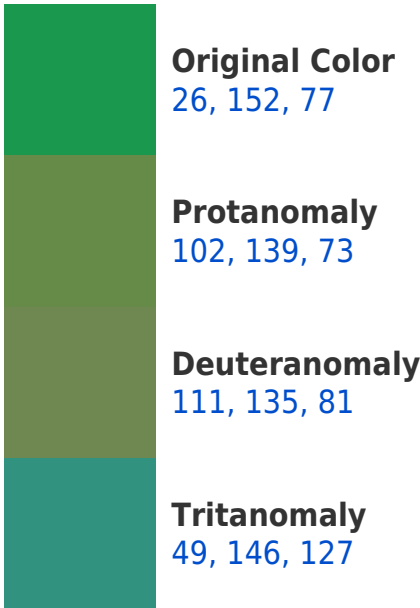 Original Color
26, 152, 77
Protanomaly
102, 139, 73
Deuteranomaly
111, 135, 81
Tritanomaly
49, 146, 127